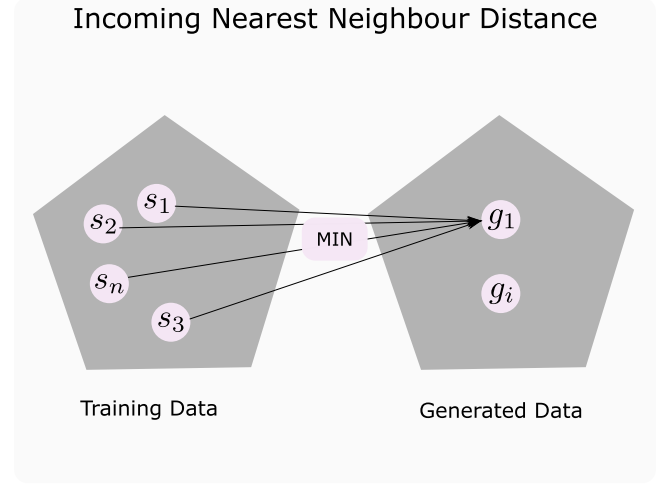 Incoming Nearest Neighbour Distance
s₁
s₂
g₁
MIN
sₙ
gᵢ
s₃
Training Data
Generated Data